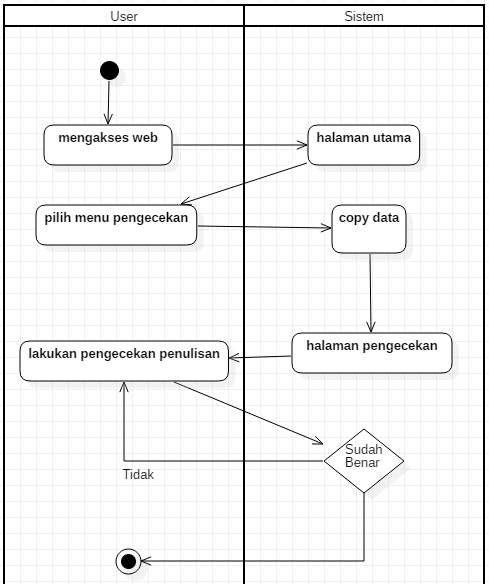 User
Sistem
mengakses web
halaman utama
pilih menu pengecekan
copy data
halaman pengecekan
lakukan pengecekan penulisan
Sudah
Benar
Tidak